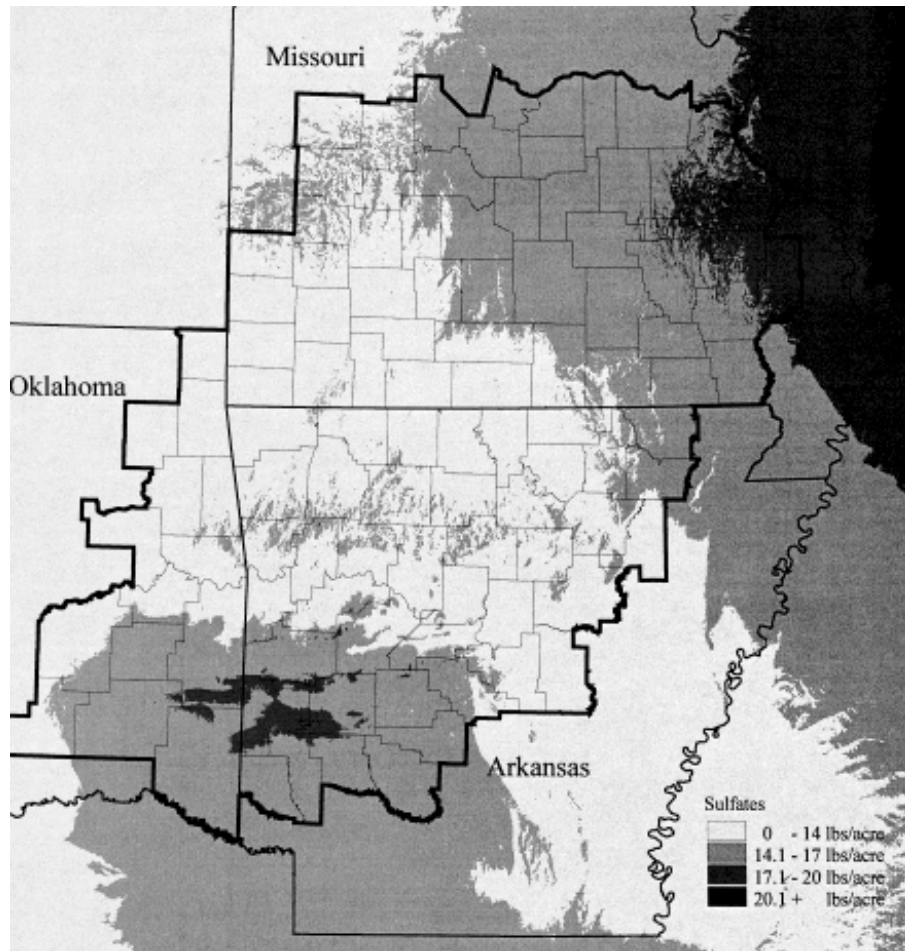 Missouri
Oklahoma
Arkansas
Sulfates
0 - 14 lbs/acre
14.1 - 17 lbs/acre
17.1 - 20 lbs/acre
20.1 + lbs/acre